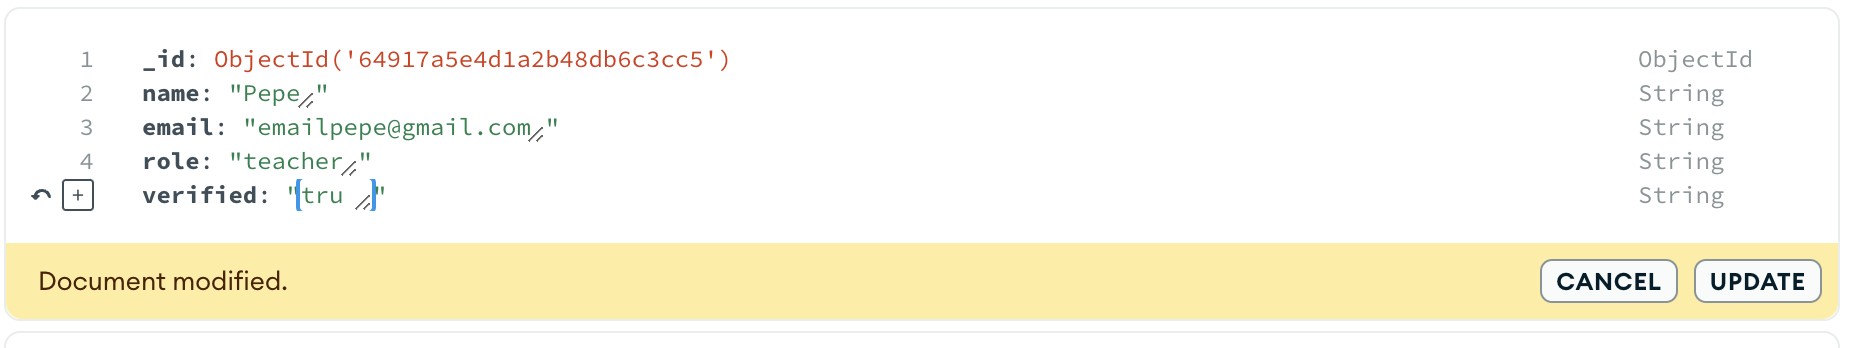 1 _id: ObjectId('64917a5e4d1a2b48db6c3cc5') ObjectId
2 name: "Pepe" String
3 email: "emailpepe@gmail.com" String
4 role: "teacher" String
+ verified: "tru " String
Document modified. CANCEL UPDATE